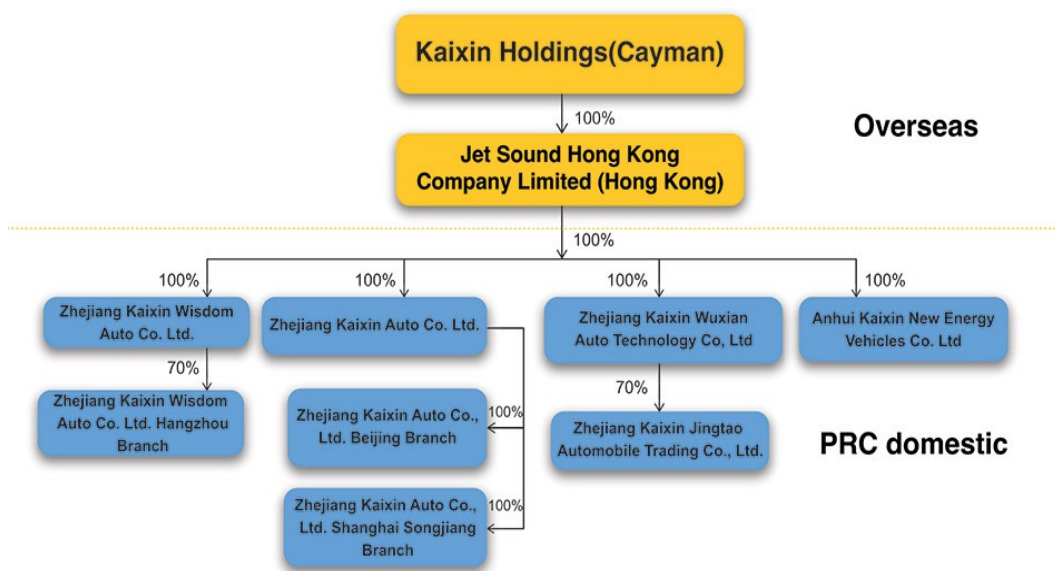 Kaixin Holdings(Cayman)
100%
Overseas
Jet Sound Hong Kong
Company Limited (Hong Kong)
100%
100%
100%
100%
100%
Zhejiang Kaixin Wisdom
Auto Co. Ltd.
Zhejiang Kaixin Auto Co. Ltd.
Zhejiang Kaixin Wuxian
Auto Technology Co, Ltd
Anhui Kaixin New Energy
Vehicles Co. Ltd
70%
70%
Zhejiang Kaixin Wisdom
Auto Co. Ltd. Hangzhou
Branch
100%
Zhejiang Kaixin Auto Co.,
Ltd. Beijing Branch
Zhejiang Kaixin Jingtao
Automobile Trading Co., Ltd.
PRC domestic
100%
Zhejiang Kaixin Auto Co.,
Ltd. Shanghai Songjiang
Branch